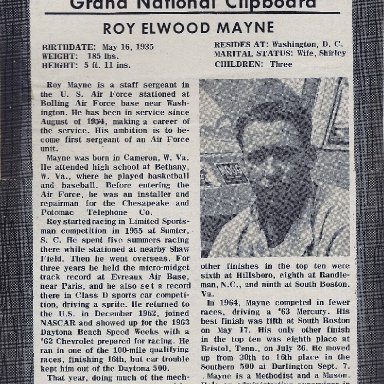 Grand National Clipboard
ROY ELWOOD MAYNE
BIRTHDATE: May 16, 1935
WEIGHT: 185 lbs.
HEIGHT: 5 ft. 11 ins.
RESIDES AT: Washington, D. C.
MARITAL STATUS: Wife, Shirley
CHILDREN: Three
Roy Mayne is a staff sergeant in
the U. S. Air Force stationed at
Bolling Air Force base near Wash-
ington. He has been in service since
August of 1954, making a career of
the service. His ambition is to be-
come first sergeant of an Air Force
unit.
Mayne was born in Cameron, W. Va.
He attended high school at Bethany,
W. Va., where he played basketball
and baseball. Before entering the
Air Force, he was an installer and
repairman for the Chesapeake and
Potomac Telephone Co.
Roy started racing in Limited Sports-
man competition in 1955 at Sumter,
S. C. He spent five summers racing
there while stationed at nearby Shaw
Field. Then he went overseas. For
three years he held the micro-midget
track record at Evreaux Air Base,
near Paris, and he also set a record
there in Class D sports car competi-
tion, driving a sprite. He returned to
the U.S. in December 1962, joined
NASCAR and showed up for the 1963
Daytona Beach Speed Weeks with a
'62 Chevrolet prepared for racing. He
ran in one of the 100-mile qualifying
races, finishing 16th, but car trouble
kept him out of the Daytona 500.
That year, doing much of the mech-
other finishes in the top ten were
sixth at Hillsboro, eighth at Randle-
man, N.C., and ninth at South Boston,
Va.
In 1964, Mayne competed in fewer
races, driving a '63 Mercury. His
best finish was fifth at South Boston
on May 17. His only other finish
in the top ten was eighth place at
Bristol, Tenn., on July 26. He moved
up from 30th to 16th place in the
Southern 500 at Darlington Sept. 7.
Mayne is a Methodist and a Mason.